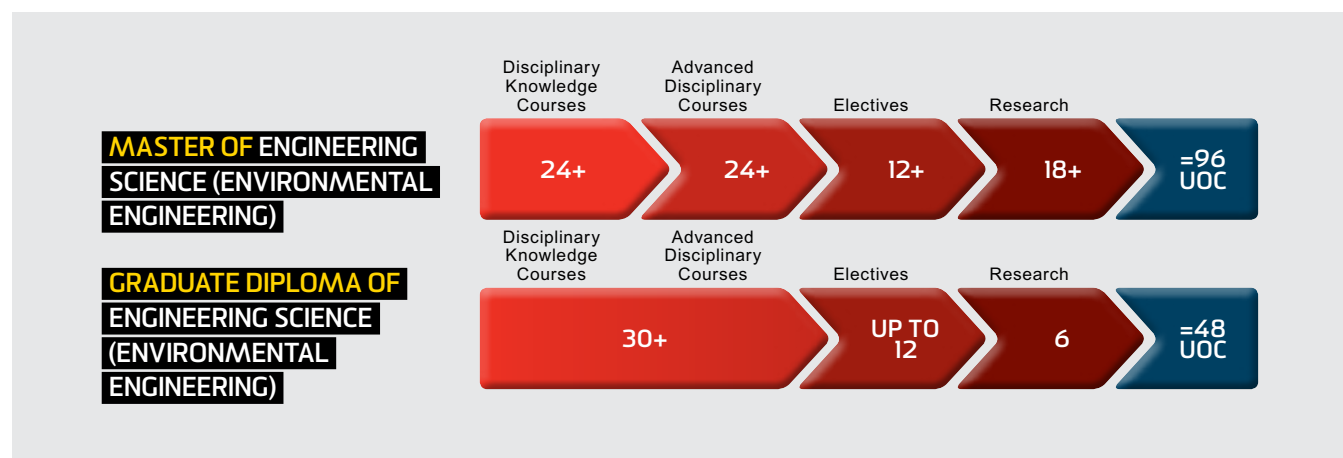 Disciplinary
Knowledge
Courses
Advanced
Disciplinary
Courses
Electives
Research
MASTER OF ENGINEERING
SCIENCE (ENVIRONMENTAL
ENGINEERING)
24+
24+
12+
18+
=96
UOC
Disciplinary
Knowledge
Courses
Advanced
Disciplinary
Courses
Electives
Research
GRADUATE DIPLOMA OF
ENGINEERING SCIENCE
(ENVIRONMENTAL
ENGINEERING)
30+
UP TO
12
6
=48
UOC